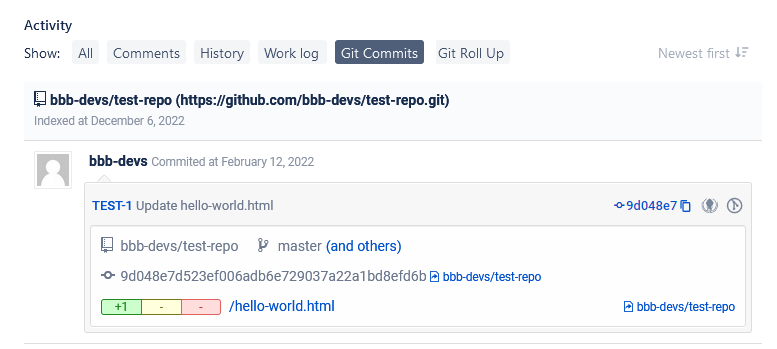 Activity
Show: All Comments History Work log Git Commits Git Roll Up Newest first
bbb-devs/test-repo (https://github.com/bbb-devs/test-repo.git)
Indexed at December 6, 2022
bbb-devs Commited at February 12, 2022
TEST-1 Update hello-world.html 9d048e7
bbb-devs/test-repo master (and others)
9d048e7d523ef006adb6e729037a22a1bd8efd6b bbb-devs/test-repo
+1 - - /hello-world.html bbb-devs/test-repo